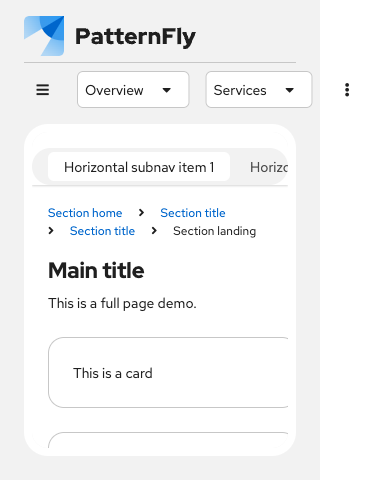 PatternFly
Overview Services
Horizontal subnav item 1 Horizo
Section home Section title
Section title Section landing
Main title
This is a full page demo.
This is a card